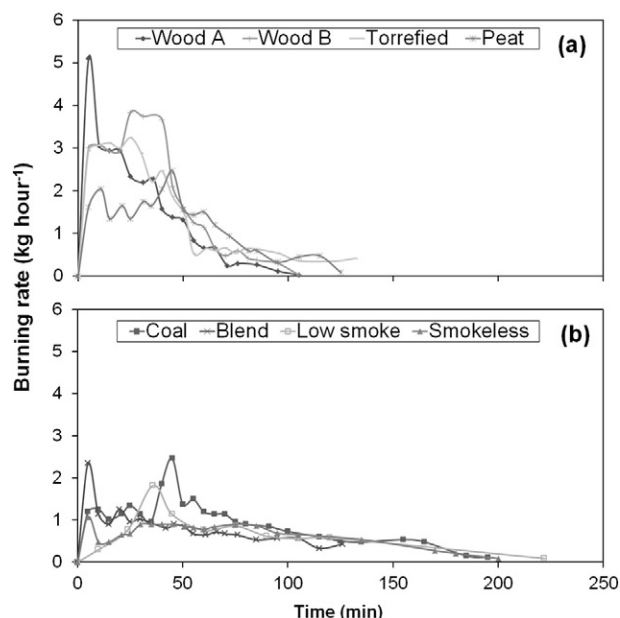 6
5
4
3
2
1
0
Wood A Wood B Torrefied Peat
(a)
Burning rate (kg hour-1)
6
5
4
3
2
1
0
Coal Blend Low smoke Smokeless
(b)
0 50 100 150 200 250
Time (min)